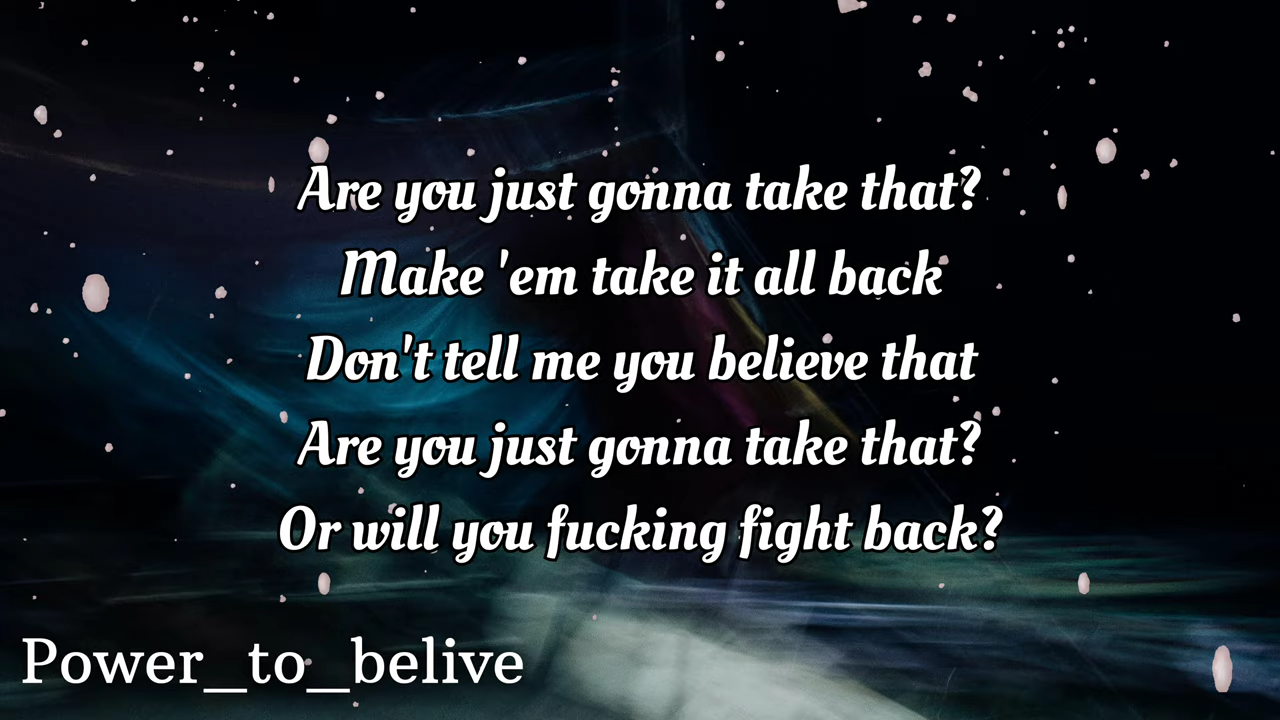 Are you just gonna take that?
Make 'em take it all back
Don't tell me you believe that
Are you just gonna take that?
Or will you fucking fight back?
Power_to_belive